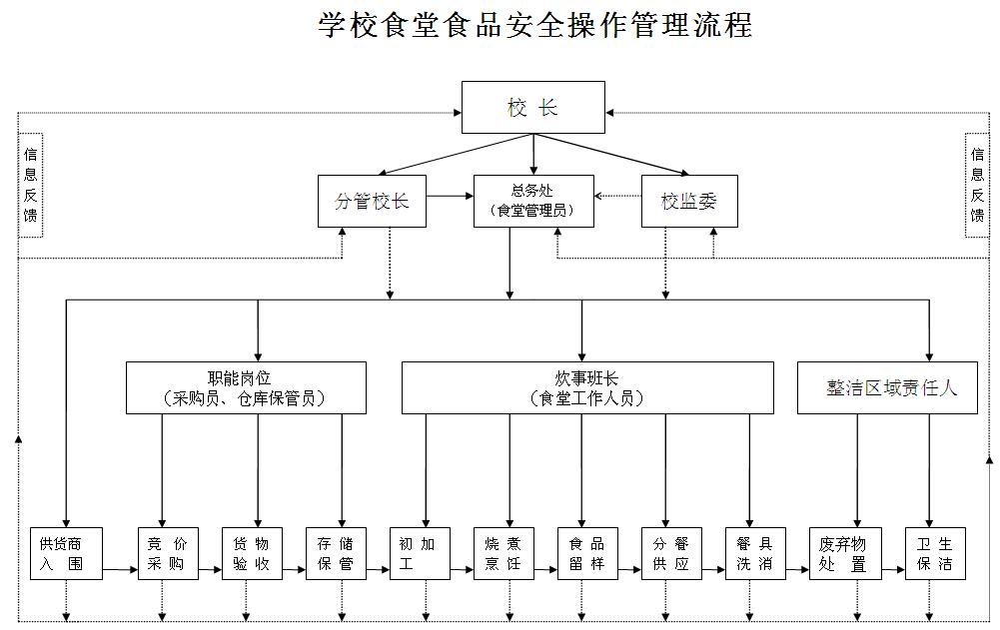 学校食堂食品安全操作管理流程
校 长
信
息
反
馈
信
息
反
馈
分管校长
总务处
（食堂管理员）
校监委
职能岗位
（采购员、仓库保管员）
炊事班长
（食堂工作人员）
整洁区域责任人
供货商
入 围
竞 价
采 购
货 物
验 收
存 储
保 管
初 加
工
烧 煮
烹 饪
食 品
留 样
分 餐
供 应
餐 具
洗 消
废弃物
处 置
卫 生
保 洁